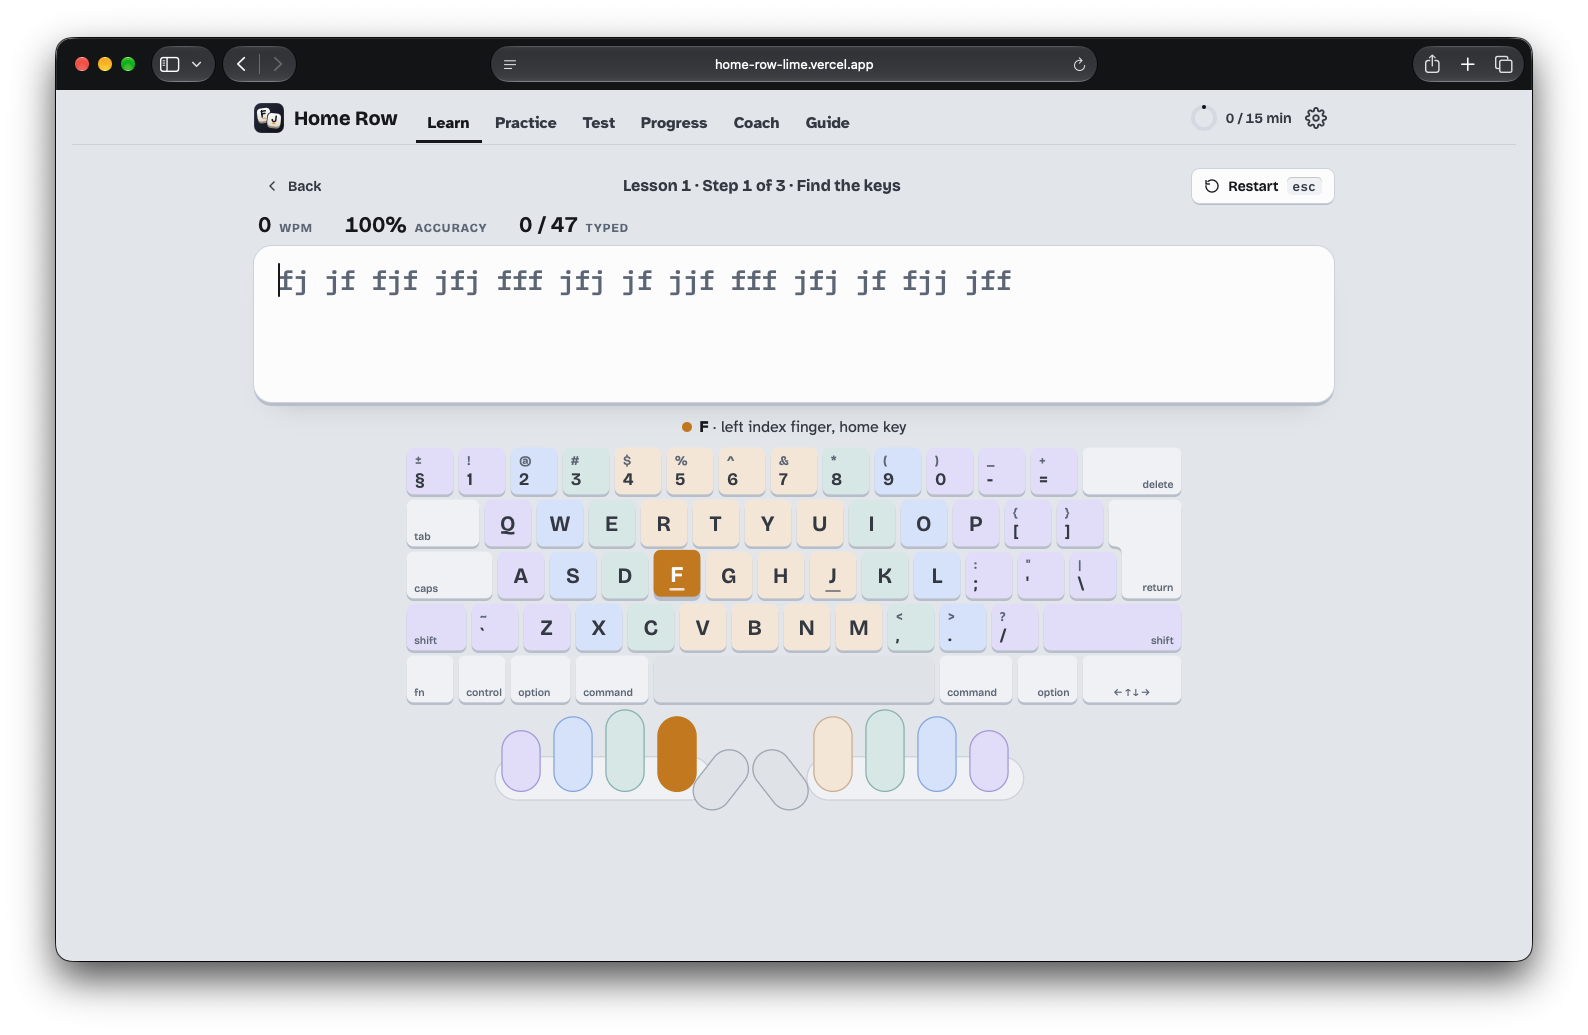 home-row-lime.vercel.app
F J Home Row Learn Practice Test Progress Coach Guide 0 / 15 min
Back Lesson 1 · Step 1 of 3 · Find the keys Restart esc
0 WPM 100% ACCURACY 0 / 47 TYPED
fj jf fjf jfj fff jfj jf jjf fff jfj jf fjj jff
F · left index finger, home key
± ! @ # $ % ^ & * ( ) _ +
§ 1 2 3 4 5 6 7 8 9 0 - = delete
tab Q W E R T Y U I O P { [ } ]
caps A S D F G H J K L : ; " ' | \ return
shift ~ ` Z X C V B N M < , > . ? / shift
fn control option command command option ←↑↓→